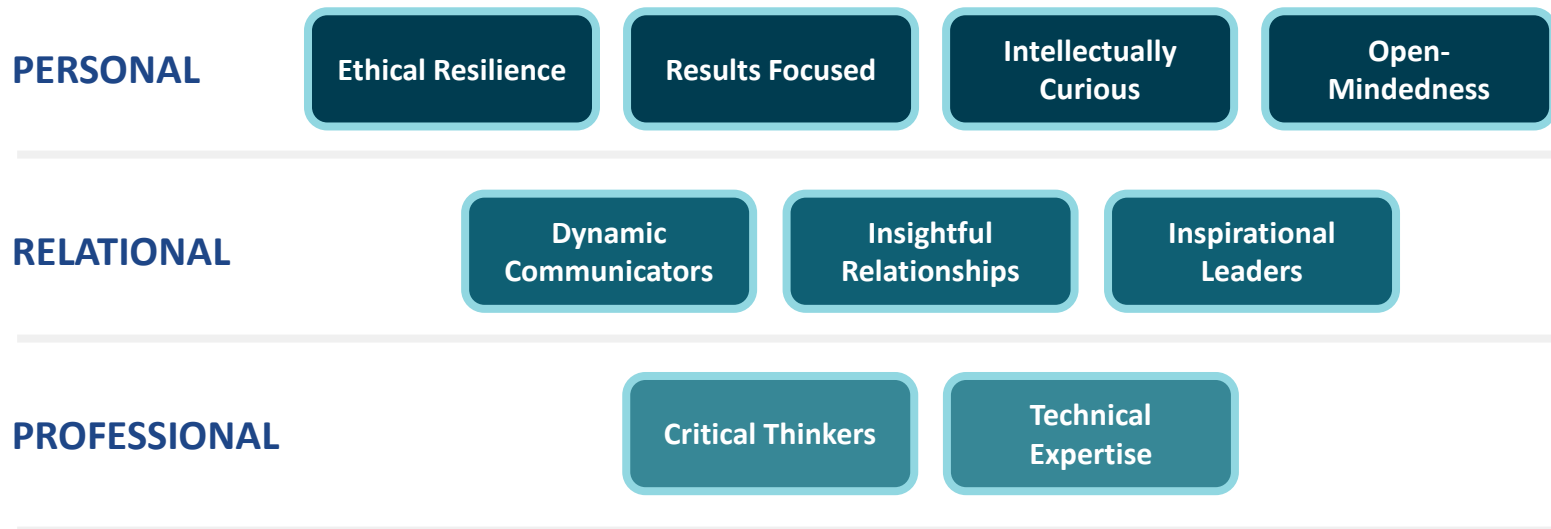 PERSONAL
Ethical Resilience
Results Focused
Intellectually
Curious
Open-
Mindedness
RELATIONAL
Dynamic
Communicators
Insightful
Relationships
Inspirational
Leaders
PROFESSIONAL
Critical Thinkers
Technical
Expertise